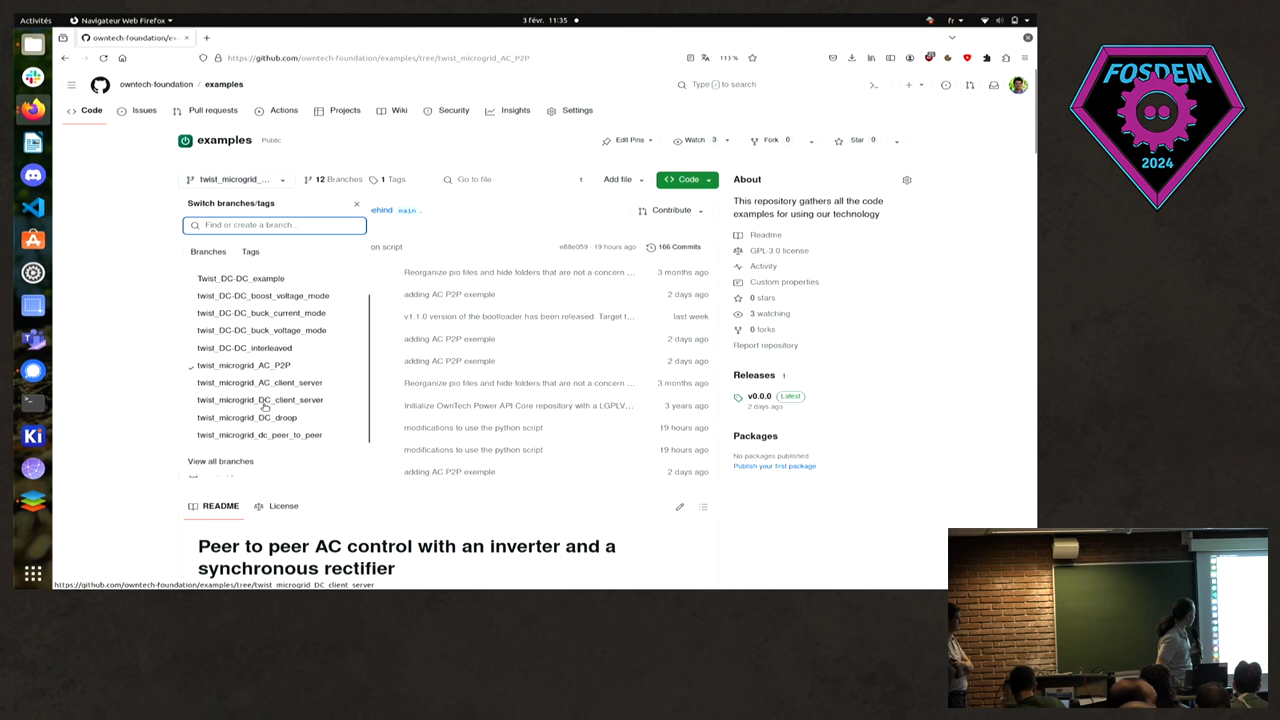 Activités
Navigateur Web Firefox
3 févr. 11:35
fr
owntech-foundation/ex...
https://github.com/owntech-foundation/examples/tree/twist_microgrid_AC_P2P
113 %
owntech-foundation / examples
Type / to search
Code
Issues
Pull requests
Actions
Projects
Wiki
Security
Insights
Settings
examples
Public
Edit Pins
Watch 3
Fork 0
Star 0
twist_microgrid_...
12 Branches
1 Tags
Go to file
t
Add file
Code
About
Switch branches/tags
Find or create a branch...
Branches
Tags
Twist_DC-DC_example
twist_DC-DC_boost_voltage_mode
twist_DC-DC_buck_current_mode
twist_DC-DC_buck_voltage_mode
twist_DC-DC_interleaved
twist_microgrid_AC_P2P
twist_microgrid_AC_client_server
twist_microgrid_DC_client_server
twist_microgrid_DC_droop
twist_microgrid_dc_peer_to_peer
View all branches
ehind main .
Contribute
on script
e88e059 · 19 hours ago
166 Commits
Reorganize pio files and hide folders that are not a concern ...
3 months ago
adding AC P2P exemple
2 days ago
v1.1.0 version of the bootloader has been released. Target t...
last week
adding AC P2P exemple
2 days ago
adding AC P2P exemple
2 days ago
Reorganize pio files and hide folders that are not a concern ...
3 months ago
Initialize OwnTech Power API Core repository with a LGPLV...
3 years ago
modifications to use the python script
19 hours ago
modifications to use the python script
19 hours ago
adding AC P2P exemple
2 days ago
This repository gathers all the code
examples for using our technology
Readme
GPL-3.0 license
Activity
Custom properties
0 stars
3 watching
0 forks
Report repository
Releases 1
v0.0.0 Latest
2 days ago
Packages
No packages published
Publish your first package
README
License
Peer to peer AC control with an inverter and a
synchronous rectifier
https://github.com/owntech-foundation/examples/tree/twist_microgrid_DC_client_server
FOSDEM
2024